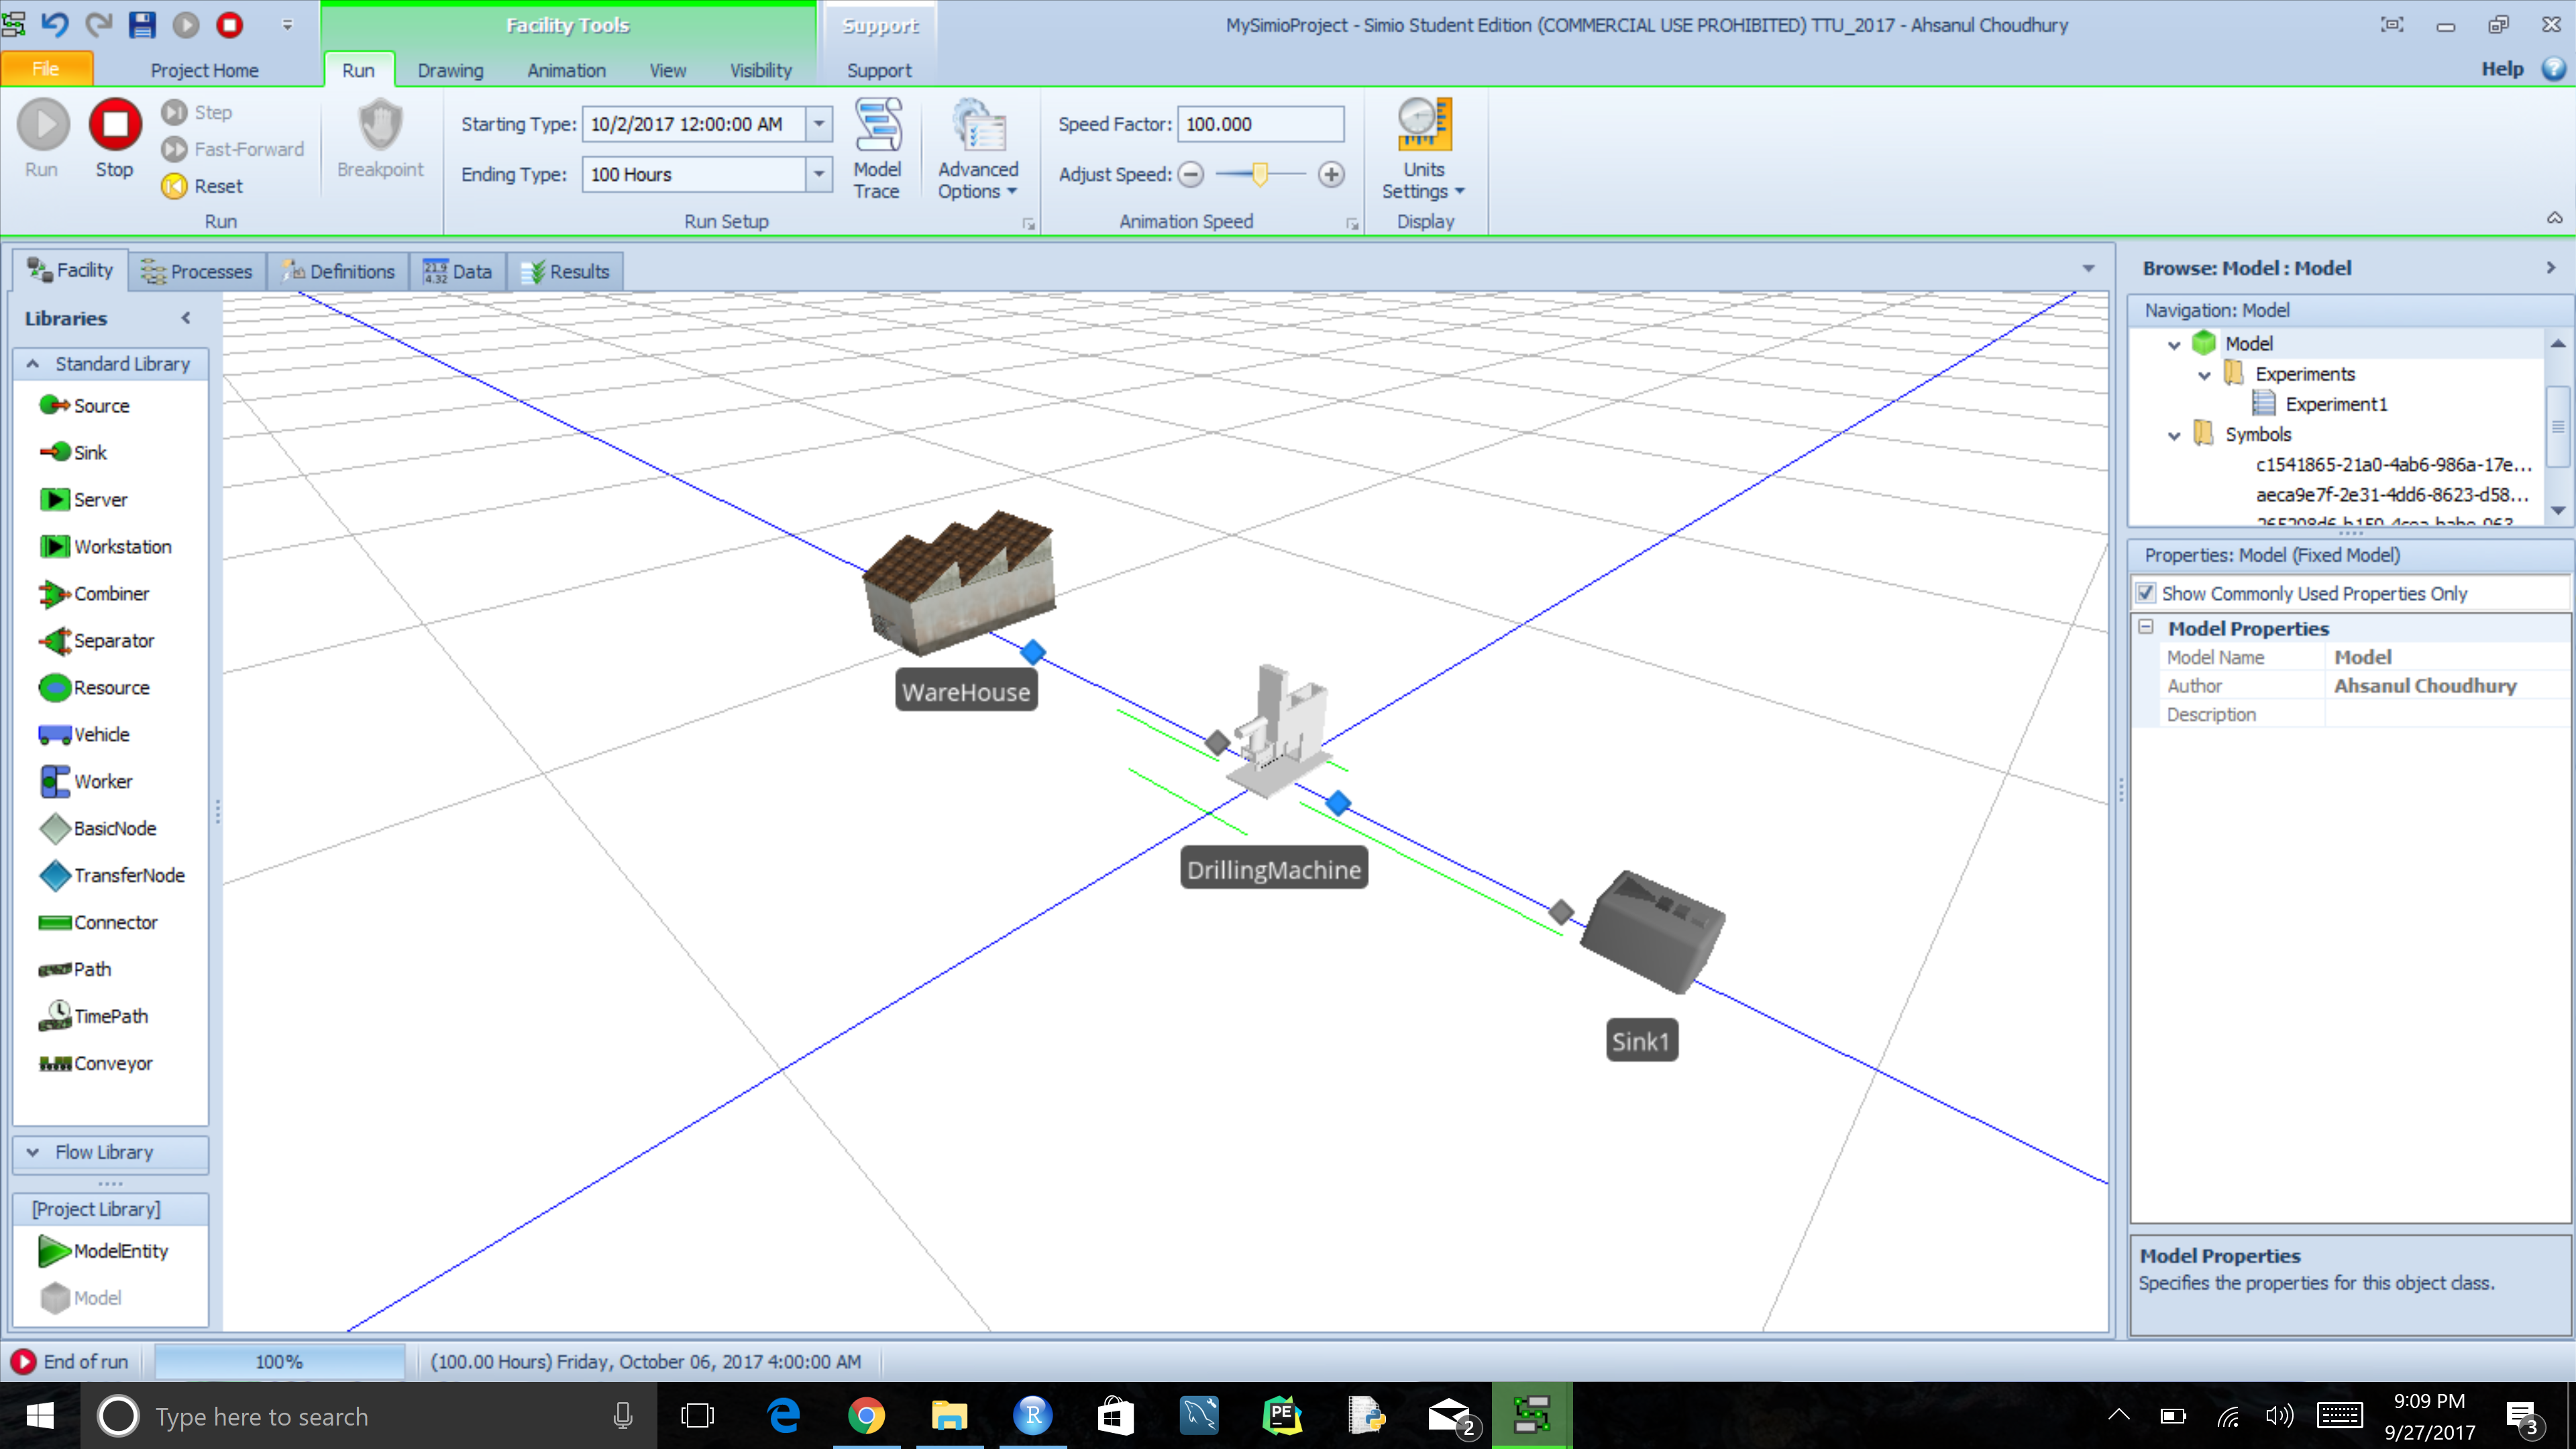 Facility Tools
Support
MySimioProject - Simio Student Edition (COMMERCIAL USE PROHIBITED) TTU_2017 - Ahsanul Choudhury
File
Project Home
Run
Drawing
Animation
View
Visibility
Support
Help
Run
Stop
Step
Fast-Forward
Reset
Run
Breakpoint
Starting Type: 10/2/2017 12:00:00 AM
Ending Type: 100 Hours
Run Setup
Model Trace
Advanced Options
Speed Factor: 100.000
Adjust Speed:
Animation Speed
Units Settings
Display
Facility
Processes
Definitions
21.9
4.32
Data
Results
Libraries
Standard Library
Source
Sink
Server
Workstation
Combiner
Separator
Resource
Vehicle
Worker
BasicNode
TransferNode
Connector
Path
TimePath
Conveyor
Flow Library
[Project Library]
ModelEntity
Model
WareHouse
DrillingMachine
Sink1
Browse: Model : Model
Navigation: Model
Model
Experiments
Experiment1
Symbols
c1541865-21a0-4ab6-986a-17e...
aeca9e7f-2e31-4dd6-8623-d58...
Properties: Model (Fixed Model)
Show Commonly Used Properties Only
Model Properties
Model Name Model
Author Ahsanul Choudhury
Description
Model Properties
Specifies the properties for this object class.
End of run
100%
(100.00 Hours) Friday, October 06, 2017 4:00:00 AM
Type here to search
R
PE
2
9:09 PM
9/27/2017
3